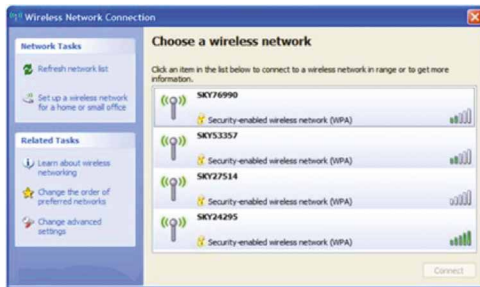 Wireless Network Connection
Network Tasks
Refresh network list
Set up a wireless network
for a home or small office
Related Tasks
Learn about wireless
networking
Change the order of
preferred networks
Change advanced
settings
Choose a wireless network
Click an item in the list below to connect to a wireless network in range or to get more
information.
SKY76990
Security-enabled wireless network (WPA)
SKY53357
Security-enabled wireless network (WPA)
SKY27514
Security-enabled wireless network (WPA)
SKY24295
Security-enabled wireless network (WPA)
Connect